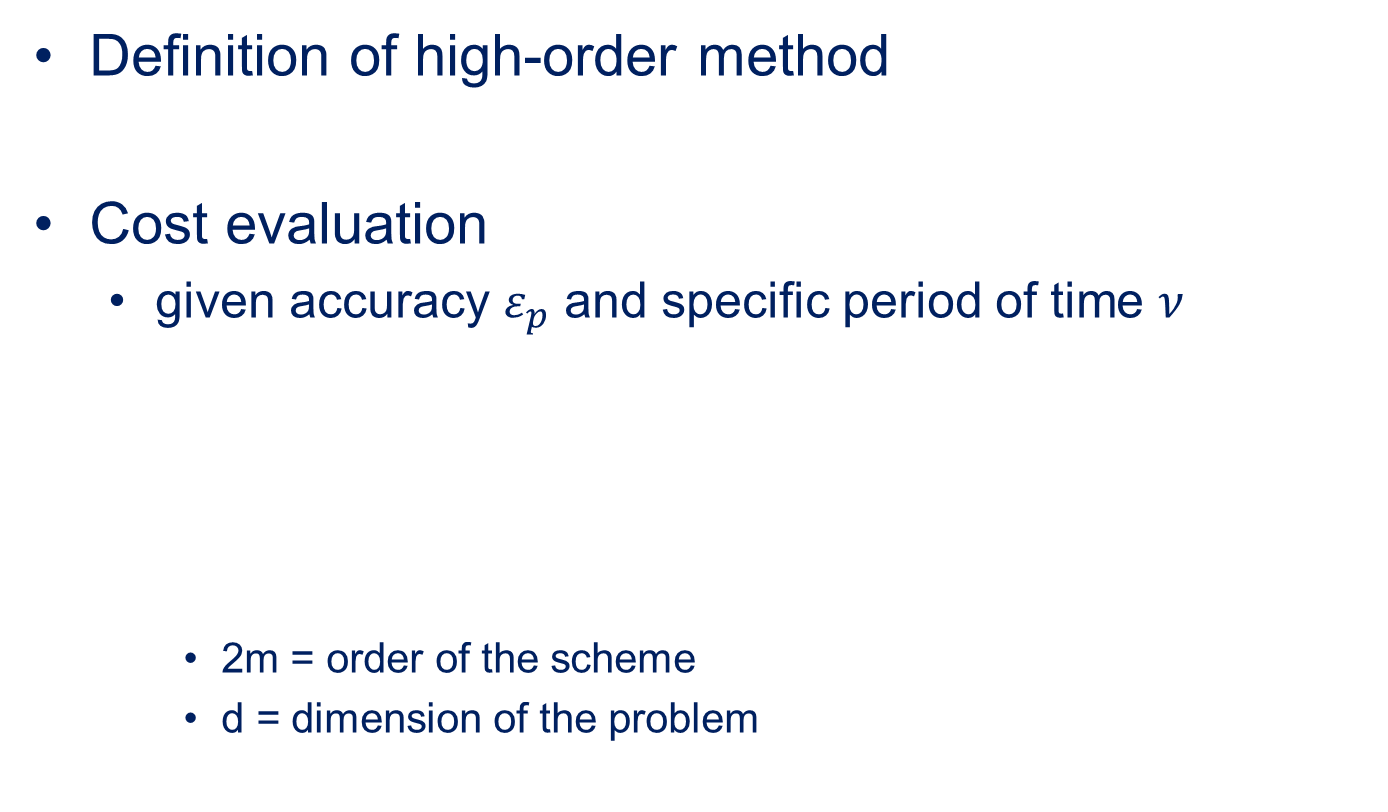 • Definition of high-order method
• Cost evaluation
• given accuracy 𝜀ₚ and specific period of time 𝜈
• 2m = order of the scheme
• d = dimension of the problem